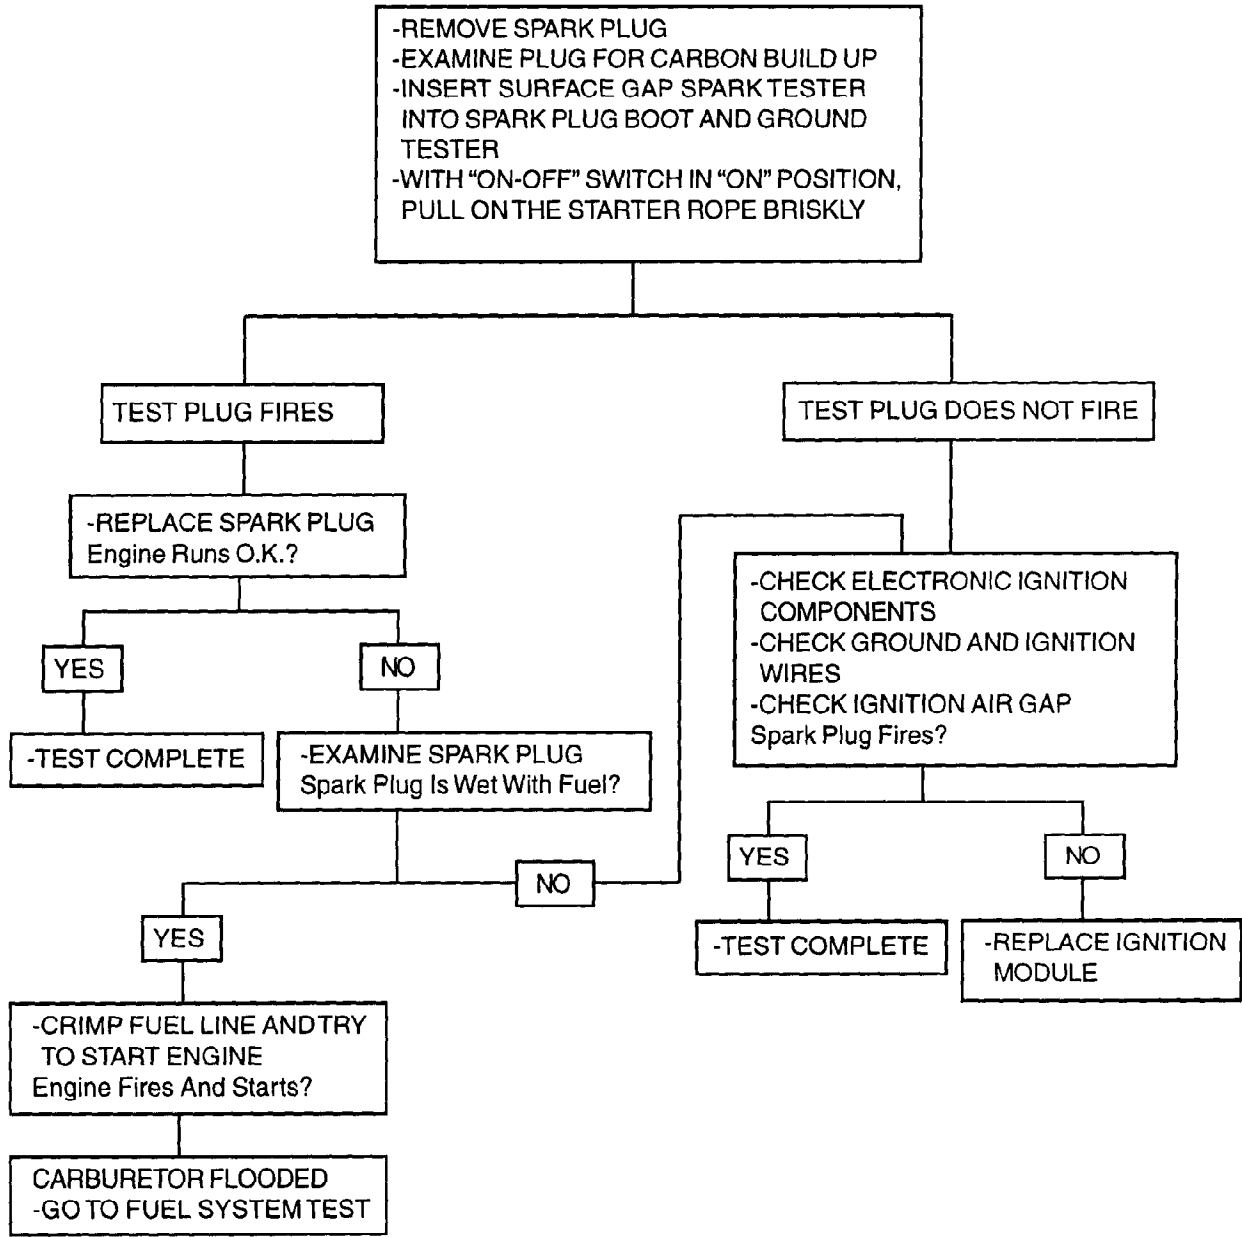 -REMOVE SPARK PLUG
-EXAMINE PLUG FOR CARBON BUILD UP
-INSERT SURFACE GAP SPARK TESTER
INTO SPARK PLUG BOOT AND GROUND
TESTER
-WITH “ON-OFF” SWITCH IN “ON” POSITION,
PULL ON THE STARTER ROPE BRISKLY
TEST PLUG FIRES
TEST PLUG DOES NOT FIRE
-REPLACE SPARK PLUG
Engine Runs O.K.?
YES
NO
-TEST COMPLETE
-EXAMINE SPARK PLUG
Spark Plug Is Wet With Fuel?
-CHECK ELECTRONIC IGNITION
COMPONENTS
-CHECK GROUND AND IGNITION
WIRES
-CHECK IGNITION AIR GAP
Spark Plug Fires?
NO
YES
YES
NO
-TEST COMPLETE
-REPLACE IGNITION
MODULE
-CRIMP FUEL LINE AND TRY
TO START ENGINE
Engine Fires And Starts?
CARBURETOR FLOODED
-GO TO FUEL SYSTEM TEST